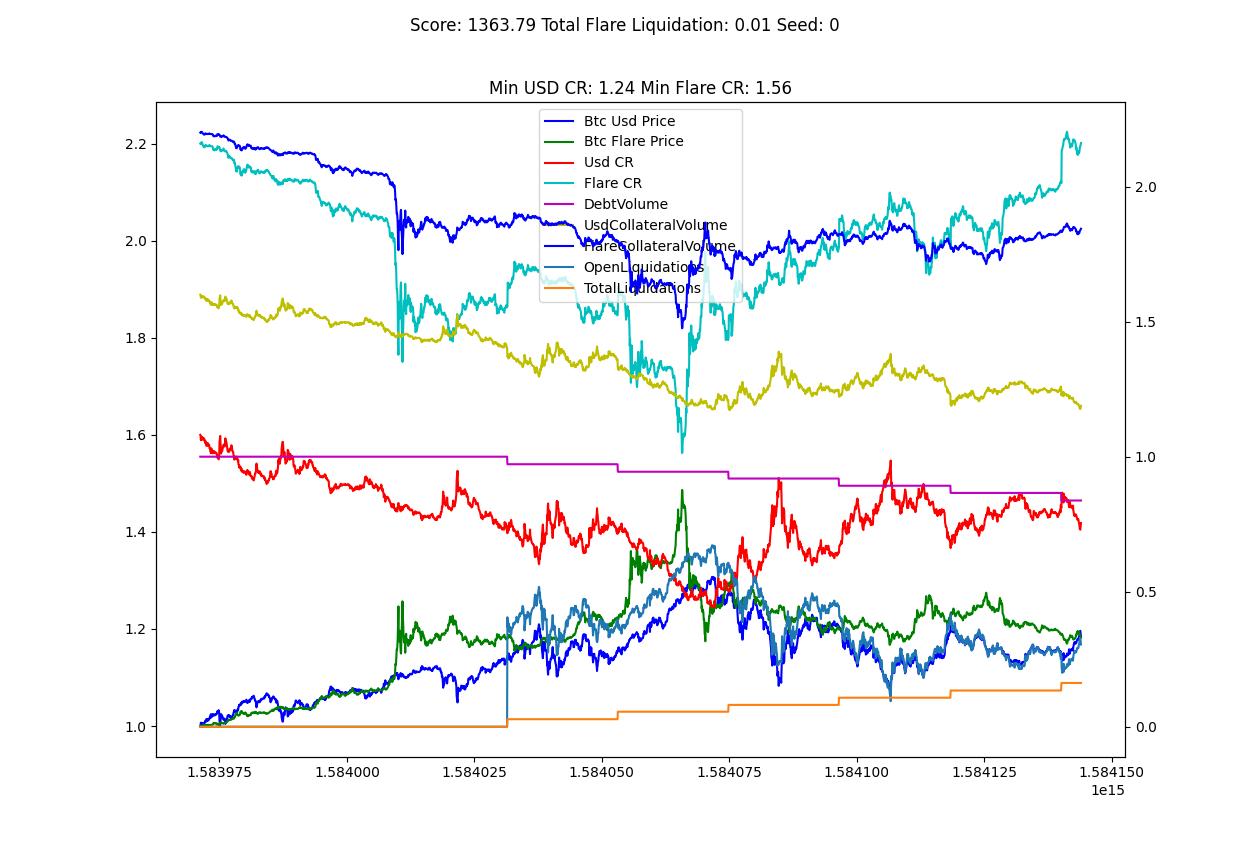 Score: 1363.79 Total Flare Liquidation: 0.01 Seed: 0
Min USD CR: 1.24 Min Flare CR: 1.56
Btc Usd Price
Btc Flare Price
Usd CR
Flare CR
DebtVolume
UsdCollateralVolume
FlareCollateralVolume
OpenLiquidations
TotalLiquidations
2.2
2.0
1.8
1.6
1.4
1.2
1.0
2.0
1.5
1.0
0.5
0.0
1.583975 1.584000 1.584025 1.584050 1.584075 1.584100 1.584125 1.584150
1e15